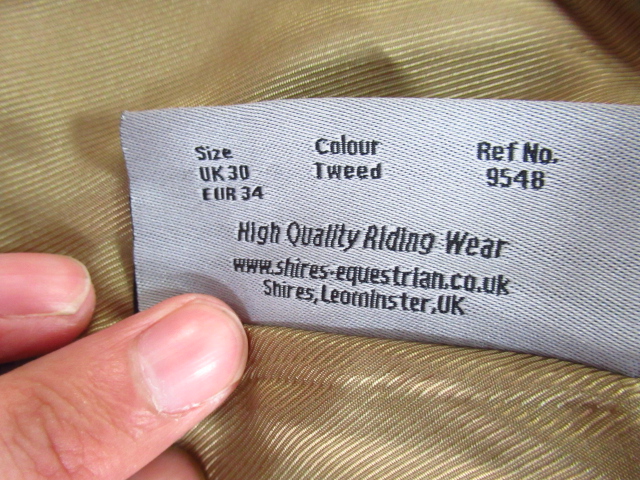 Size
UK 30
EUR 34
Colour
Tweed
Ref No.
9548
High Quality Riding Wear
www.shires-equestrian.co.uk
Shires, Leominster, UK